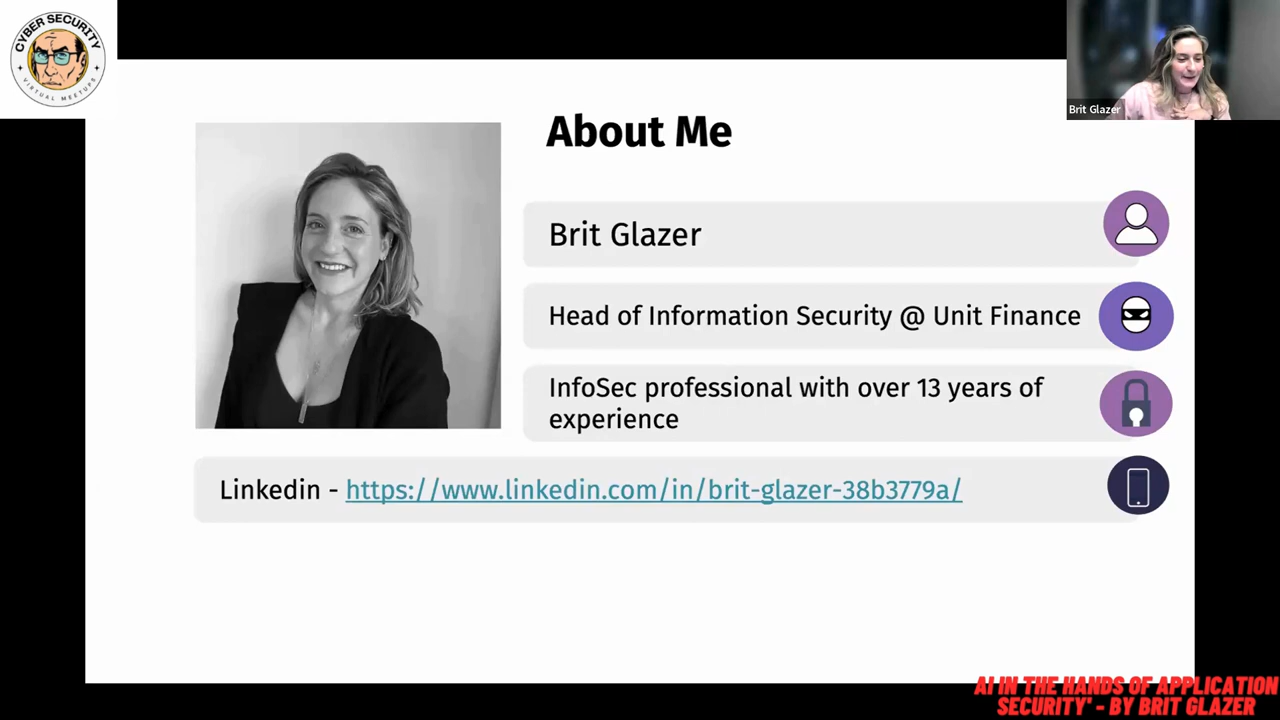 CYBER SECURITY
VIRTUAL MEETUPS
Brit Glazer
About Me
Brit Glazer
Head of Information Security @ Unit Finance
InfoSec professional with over 13 years of
experience
Linkedin - https://www.linkedin.com/in/brit-glazer-38b3779a/
AI IN THE HANDS OF APPLICATION
SECURITY' - BY BRIT GLAZER